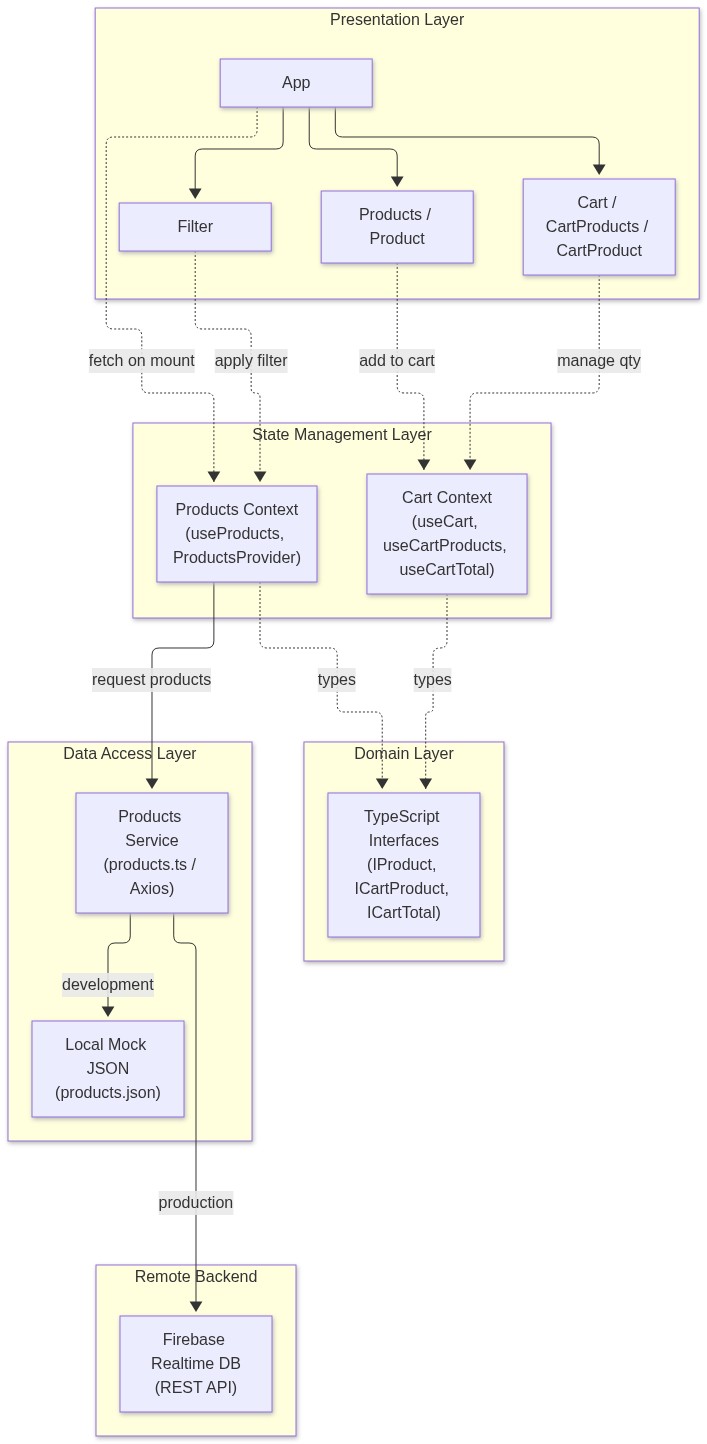 Presentation Layer
App
Filter
Products /
Product
Cart /
CartProducts /
CartProduct
fetch on mount
apply filter
add to cart
manage qty
State Management Layer
Products Context
(useProducts,
ProductsProvider)
Cart Context
(useCart,
useCartProducts,
useCartTotal)
request products
types
types
Data Access Layer
Products
Service
(products.ts /
Axios)
Domain Layer
TypeScript
Interfaces
(IProduct,
ICartProduct,
ICartTotal)
development
Local Mock
JSON
(products.json)
production
Remote Backend
Firebase
Realtime DB
(REST API)